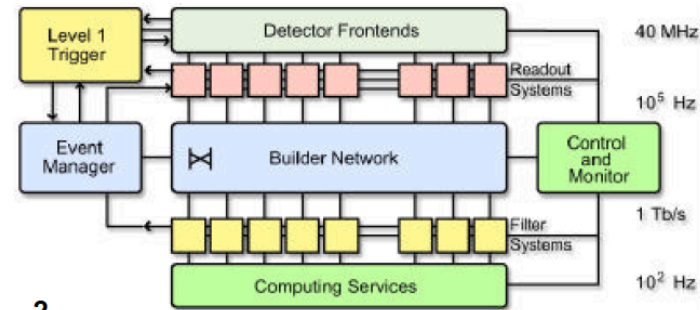 Level 1
Trigger
Detector Frontends
40 MHz
Readout
Systems
10⁵ Hz
Event
Manager
Builder Network
Control
and
Monitor
1 Tb/s
Filter
Systems
Computing Services
10² Hz